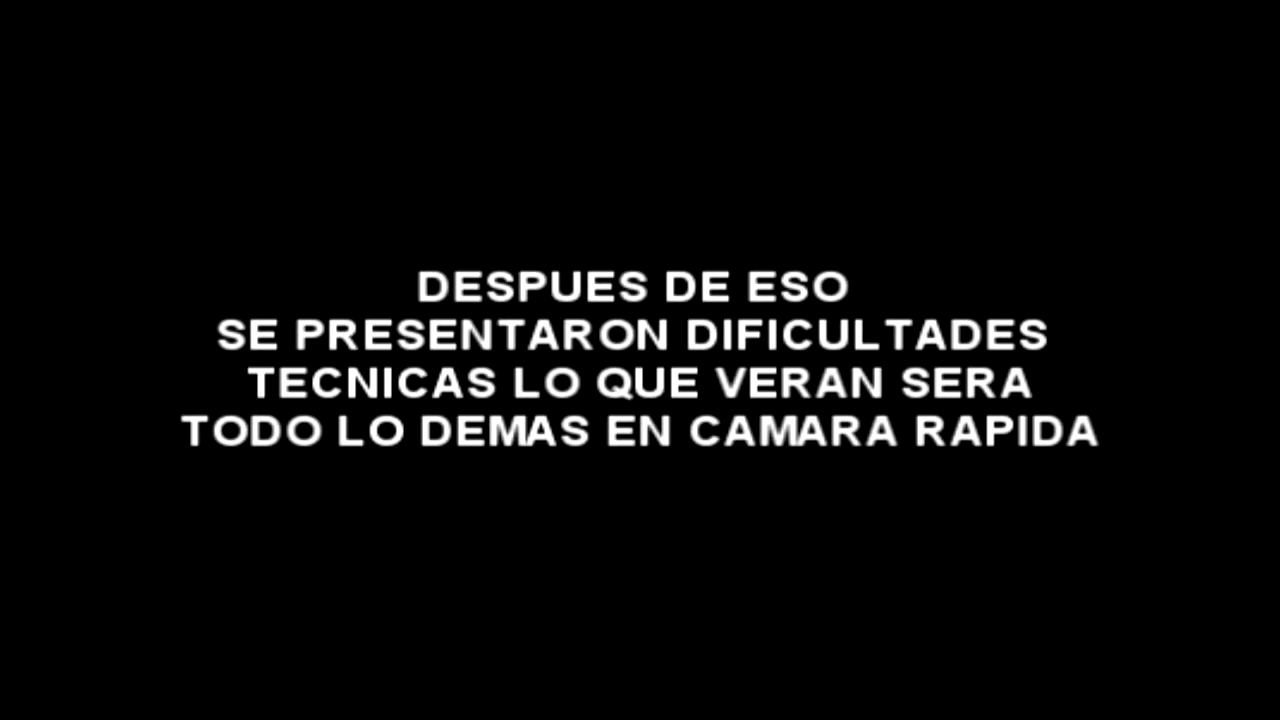 DESPUES DE ESO
SE PRESENTARON DIFICULTADES
TECNICAS LO QUE VERAN SERA
TODO LO DEMAS EN CAMARA RAPIDA